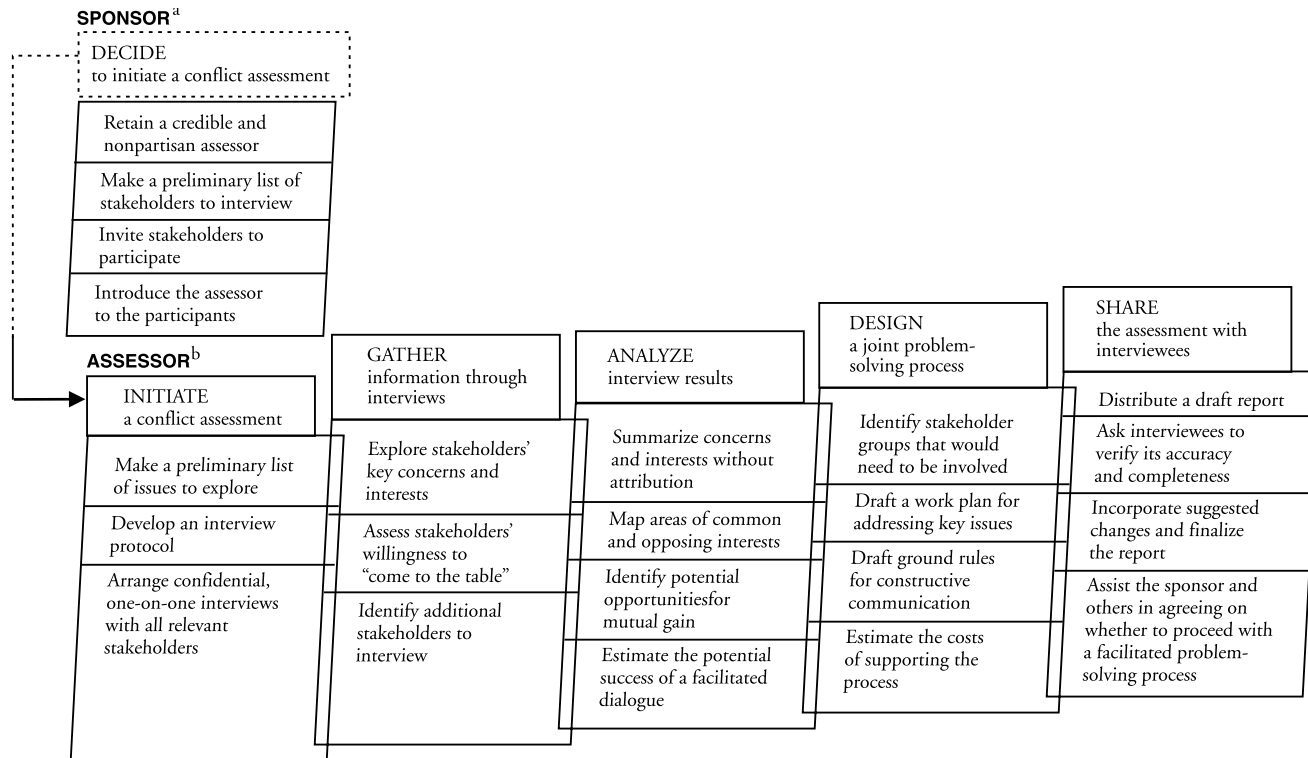 SPONSORa
DECIDE
to initiate a conflict assessment
Retain a credible and
nonpartisan assessor
Make a preliminary list of
stakeholders to interview
Invite stakeholders to
participate
Introduce the assessor
to the participants
ASSESSORb
INITIATE
a conflict assessment
Make a preliminary list
of issues to explore
Develop an interview
protocol
Arrange confidential,
one-on-one interviews
with all relevant
stakeholders
GATHER
information through
interviews
Explore stakeholders’
key concerns and
interests
Assess stakeholders’
willingness to
“come to the table”
Identify additional
stakeholders to
interview
ANALYZE
interview results
Summarize concerns
and interests without
attribution
Map areas of common
and opposing interests
Identify potential
opportunitiesfor
mutual gain
Estimate the potential
success of a facilitated
dialogue
DESIGN
a joint problem-
solving process
Identify stakeholder
groups that would
need to be involved
Draft a work plan for
addressing key issues
Draft ground rules
for constructive
communication
Estimate the costs
of supporting the
process
SHARE
the assessment with
interviewees
Distribute a draft report
Ask interviewees to
verify its accuracy
and completeness
Incorporate suggested
changes and finalize
the report
Assist the sponsor and
others in agreeing on
whether to proceed with
a facilitated problem-
solving process